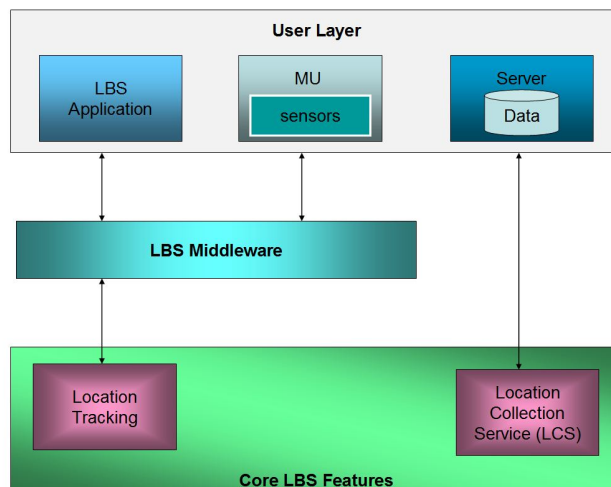 User Layer
LBS
Application
MU
sensors
Server
Data
LBS Middleware
Location
Tracking
Location
Collection
Service (LCS)
Core LBS Features